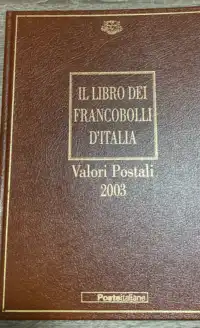 IL LIBRO DEI
FRANCOBOLLI
D'ITALIA
Valori Postali
2003
Posteitaliane